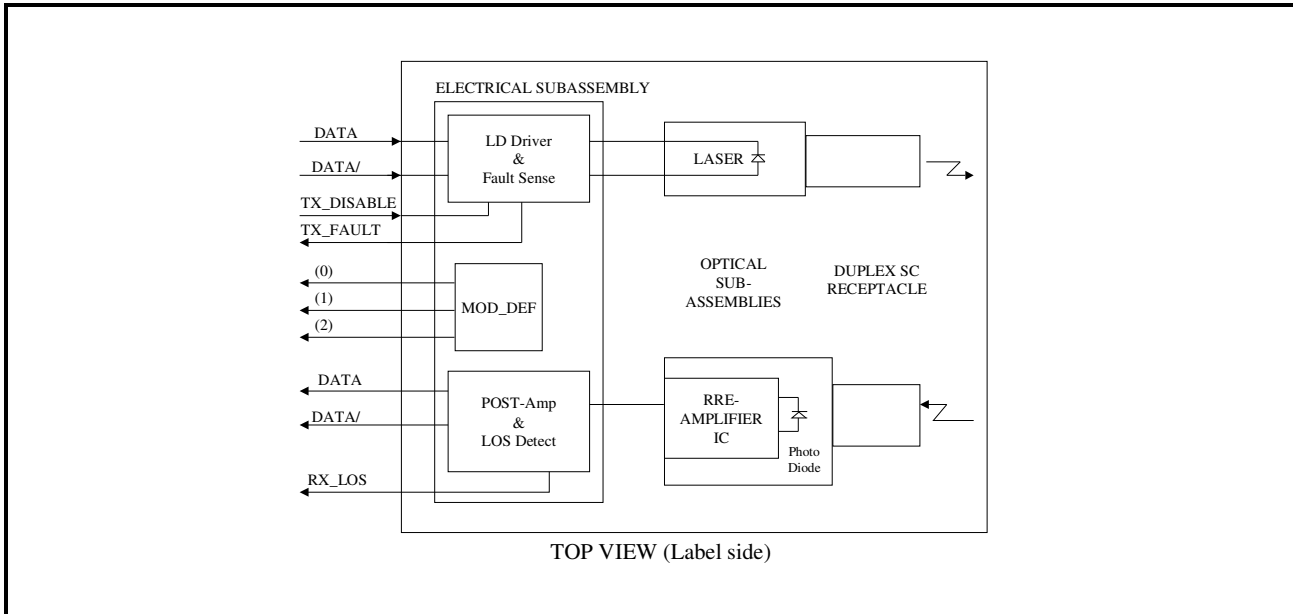 ELECTRICAL SUBASSEMBLY
DATA
DATA/
TX_DISABLE
TX_FAULT
LD Driver
&
Fault Sense
LASER
(0)
(1)
(2)
MOD_DEF
OPTICAL
SUB-
ASSEMBLIES
DUPLEX SC
RECEPTACLE
DATA
DATA/
RX_LOS
POST-Amp
&
LOS Detect
RRE-
AMPLIFIER
IC
Photo
Diode
TOP VIEW (Label side)